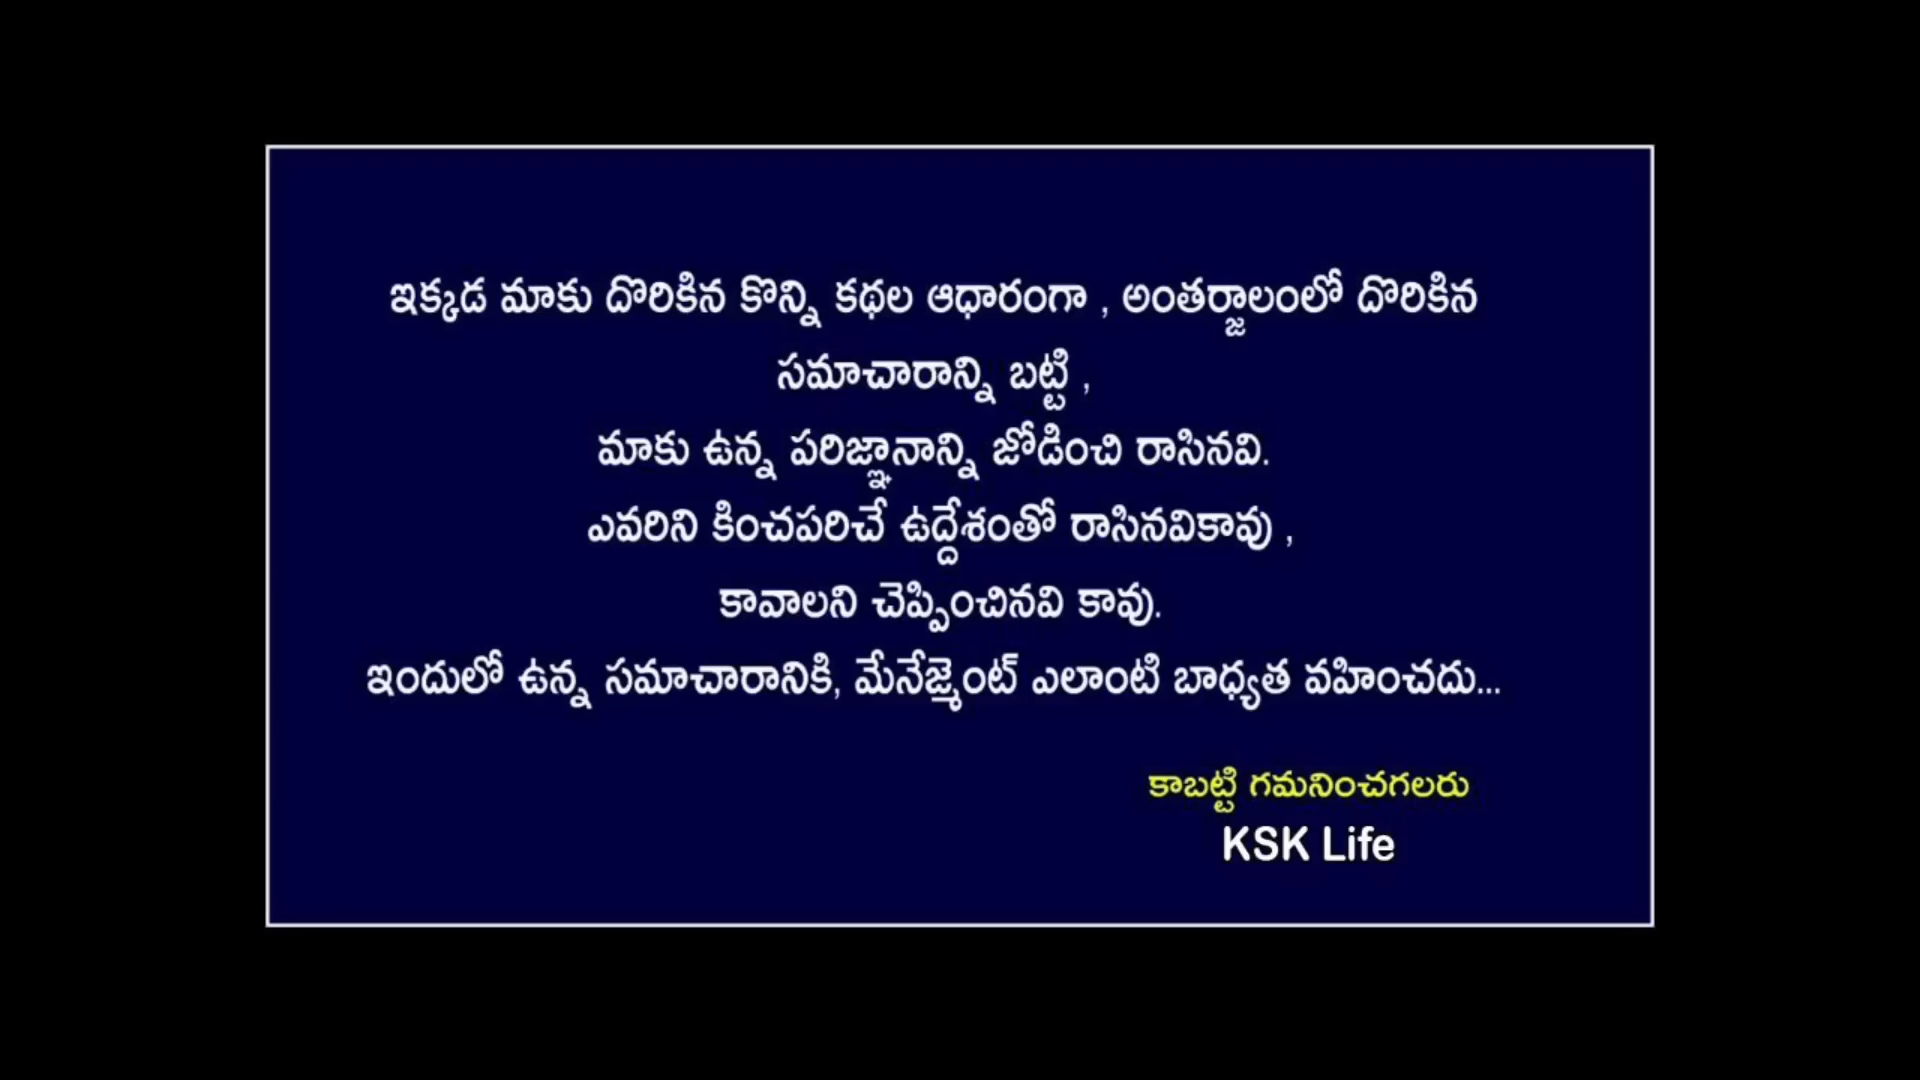 ఇక్కడ మాకు దొరికిన కొన్ని కథల ఆధారంగా , అంతర్జాలంలో దొరికిన
సమాచారాన్ని బట్టి ,
మాకు ఉన్న పరిజ్ఞానాన్ని జోడించి రాసినవి.
ఎవరిని కించపరిచే ఉద్దేశంతో రాసినవికావు ,
కావాలని చెప్పించినవి కావు.
ఇందులో ఉన్న సమాచారానికి, మేనేజ్మెంట్ ఎలాంటి బాధ్యత వహించదు...
కాబట్టి గమనించగలరు
KSK Life